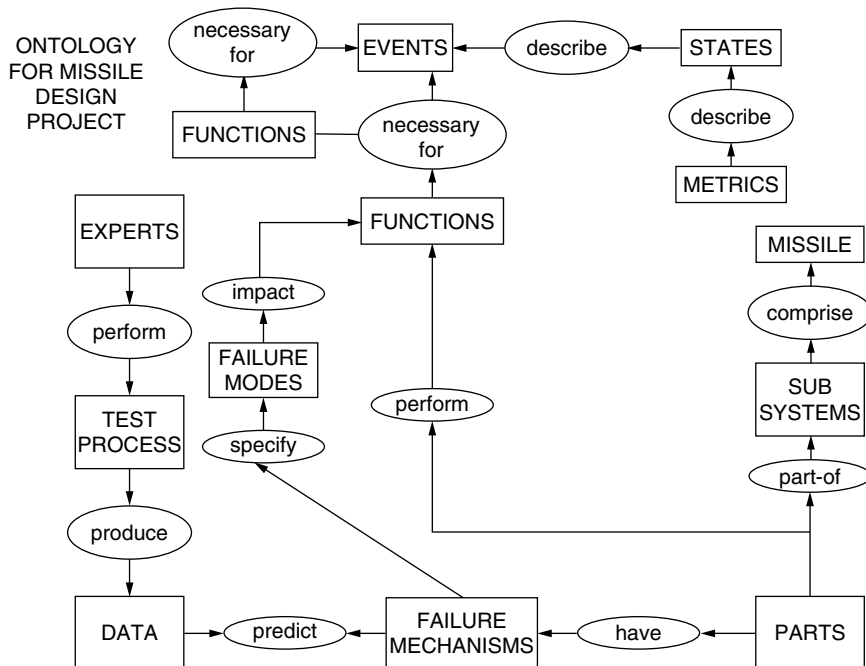 ONTOLOGY
FOR MISSILE
DESIGN
PROJECT
necessary
for
EVENTS
describe
STATES
FUNCTIONS
necessary
for
describe
METRICS
EXPERTS
FUNCTIONS
MISSILE
impact
comprise
perform
FAILURE
MODES
SUB
SYSTEMS
perform
TEST
PROCESS
specify
part-of
produce
DATA
predict
FAILURE
MECHANISMS
have
PARTS